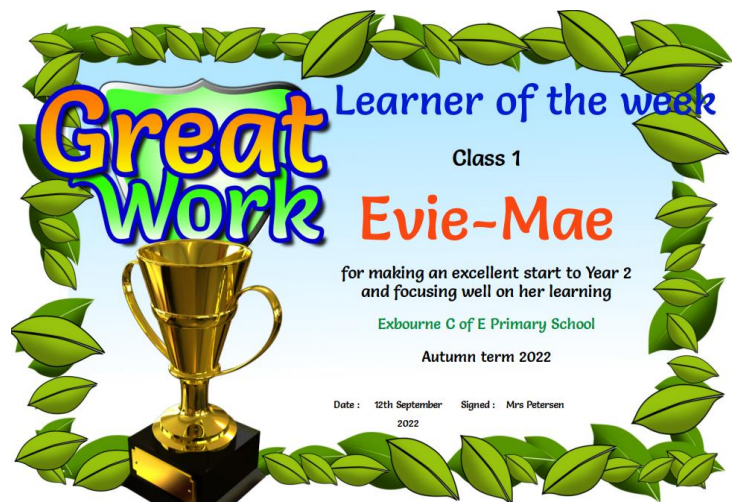 Great
Work
Learner of the week
Class 1
Evie~Mae
for making an excellent start to Year 2
and focusing well on her learning
Exbourne C of E Primary School
Autumn term 2022
Date : 12th September Signed : Mrs Petersen
2022